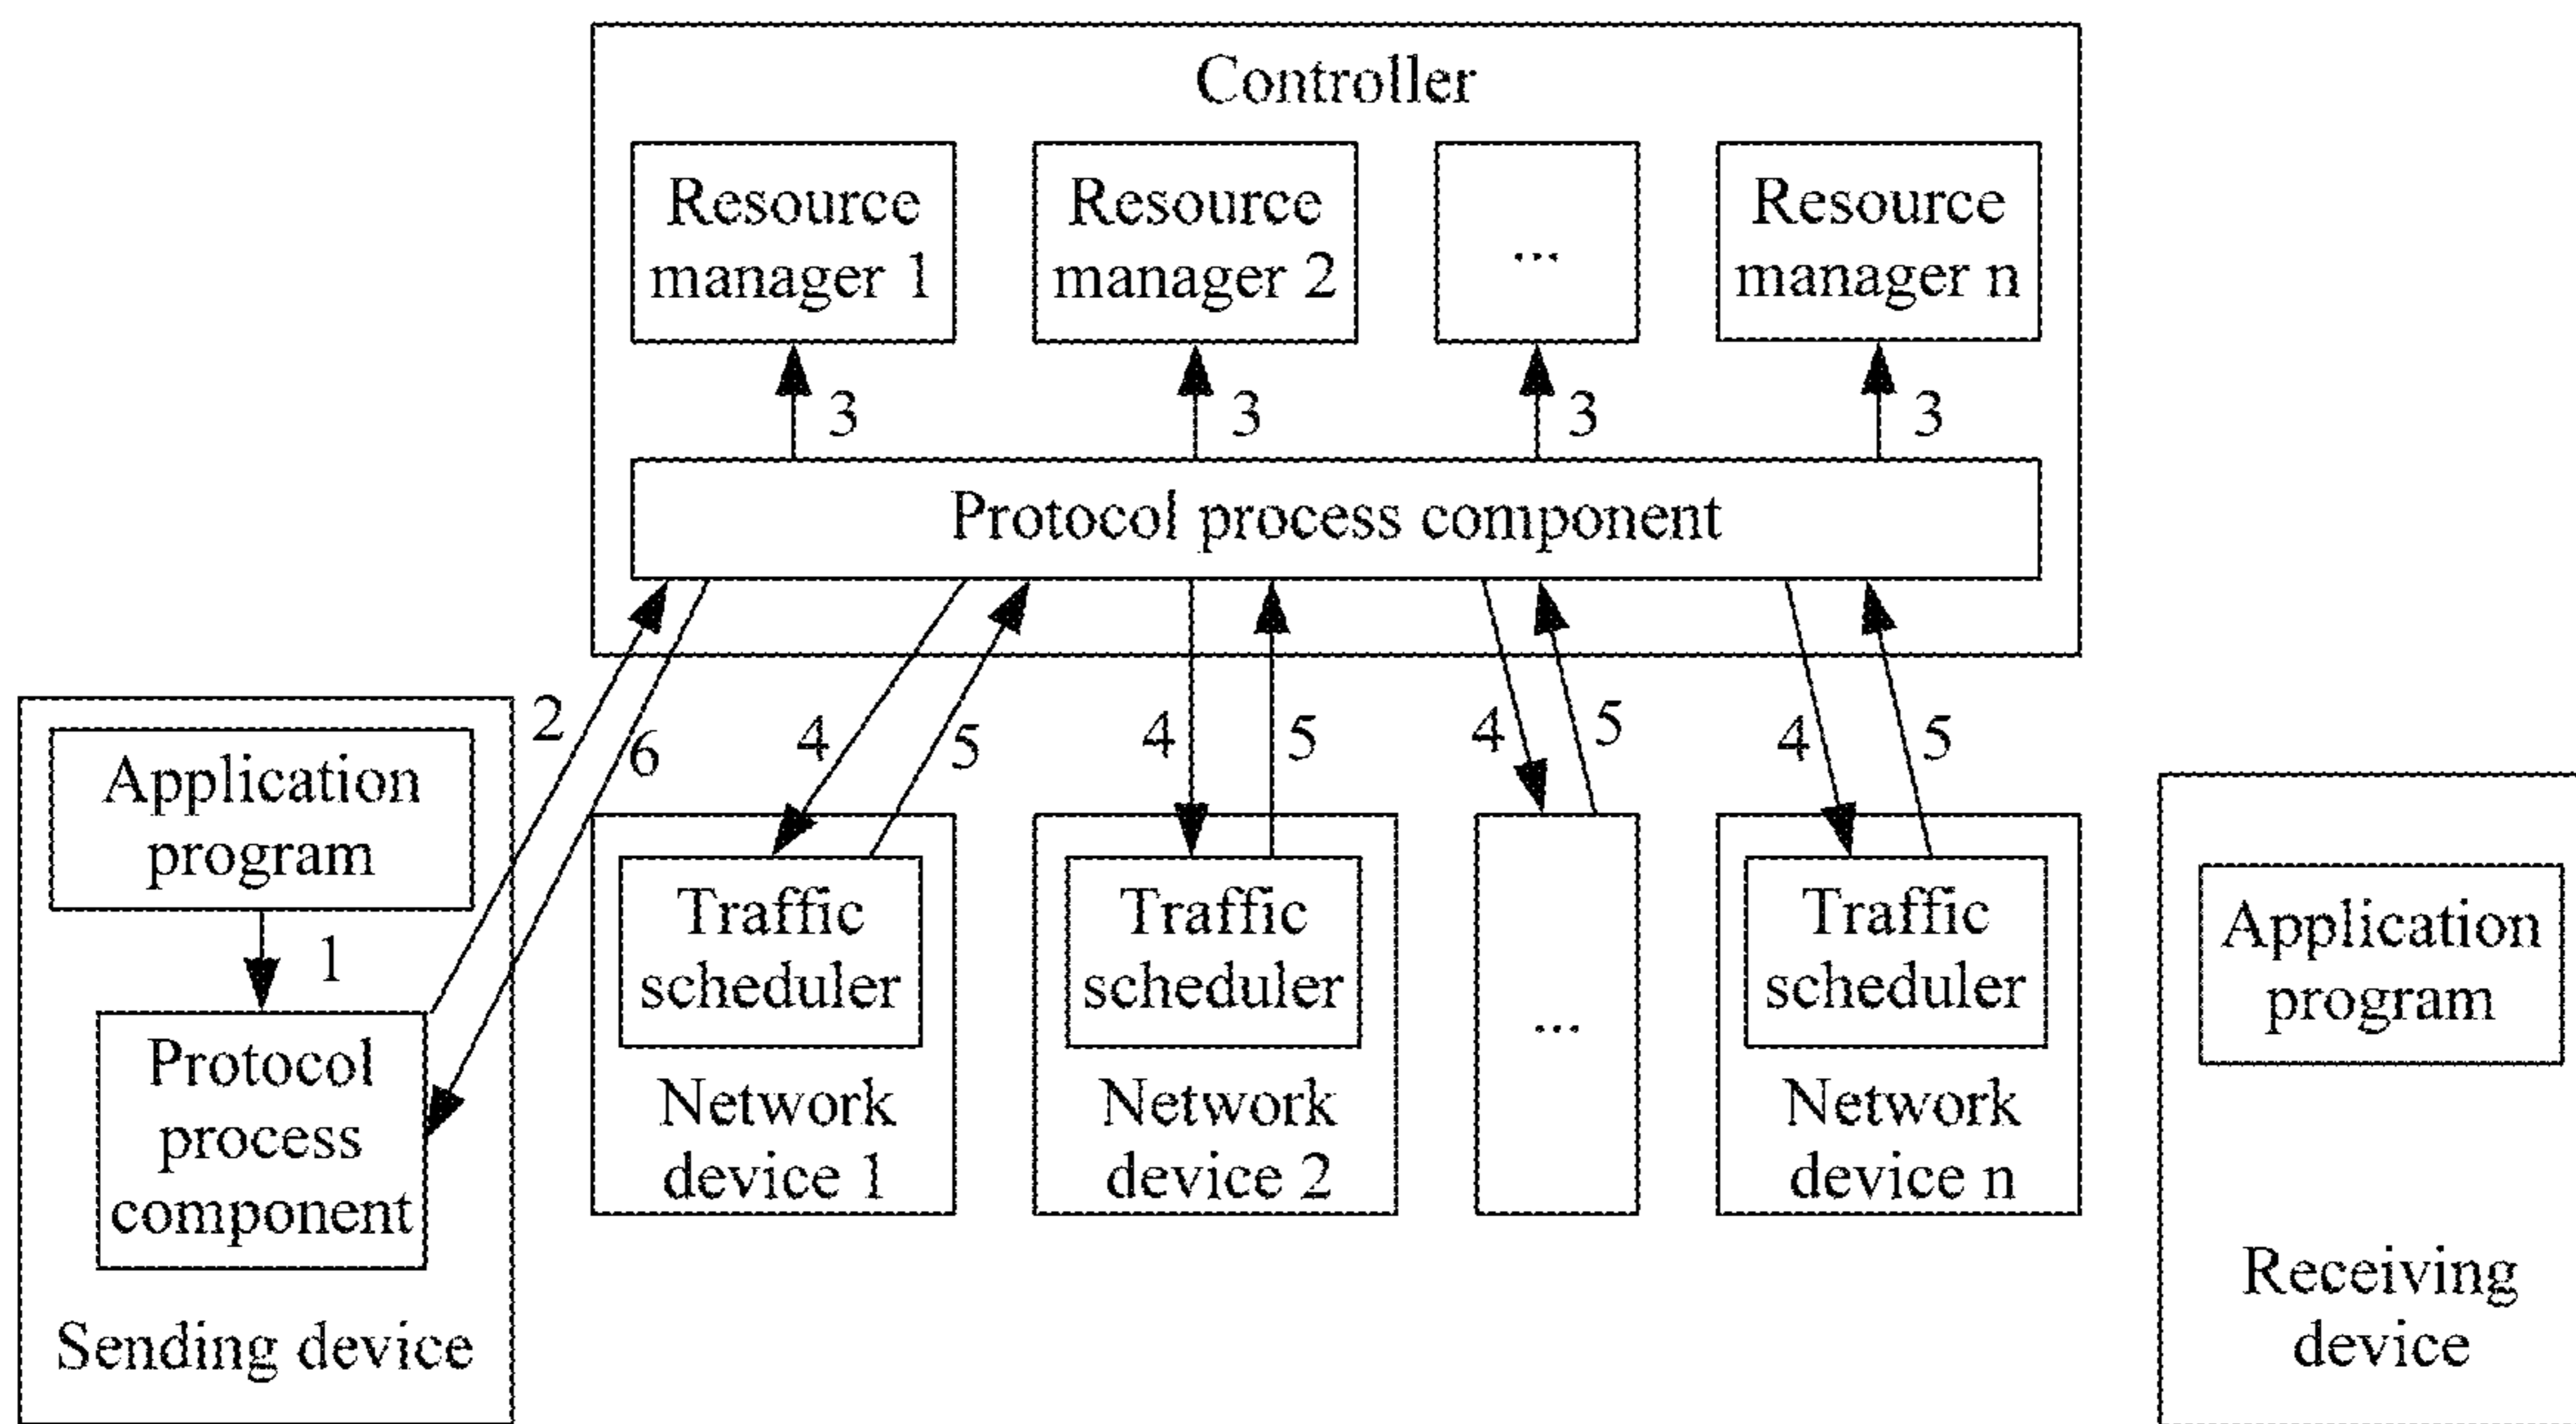 Controller
Resource
manager 1
Resource
manager 2
...
Resource
manager n
3
3
3
3
Protocol process component
2
6
4
5
4
5
4
5
4
5
Application
program
1
Protocol
process
component
Sending device
Traffic
scheduler
Network
device 1
Traffic
scheduler
Network
device 2
...
Traffic
scheduler
Network
device n
Application
program
Receiving
device